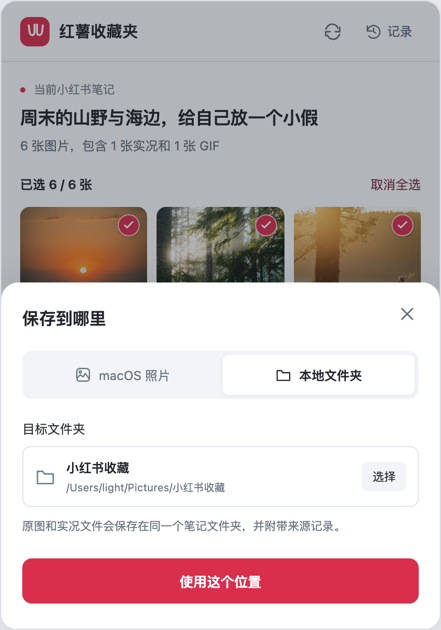 红薯收藏夹
记录
当前小红书笔记
周末的山野与海边，给自己放一个小假
6 张图片，包含 1 张实况和 1 张 GIF
已选 6 / 6 张
取消全选
保存到哪里
macOS 照片
本地文件夹
目标文件夹
小红书收藏
/Users/light/Pictures/小红书收藏
选择
原图和实况文件会保存在同一个笔记文件夹，并附带来源记录。
使用这个位置